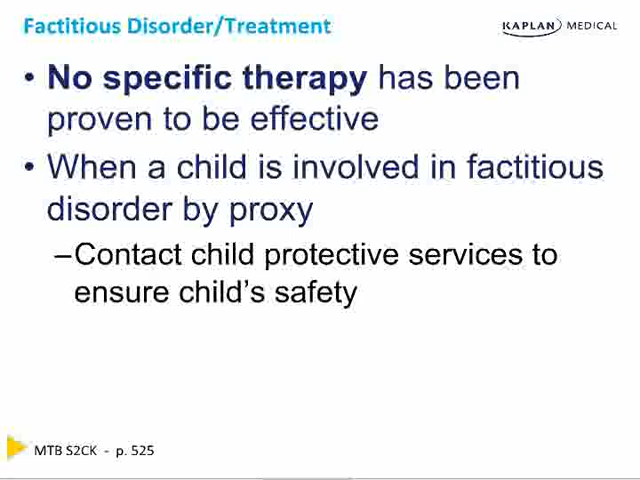 Factitious Disorder/Treatment
KAPLAN MEDICAL
• No specific therapy has been
proven to be effective
• When a child is involved in factitious
disorder by proxy
–Contact child protective services to
ensure child's safety
MTB S2CK - p. 525